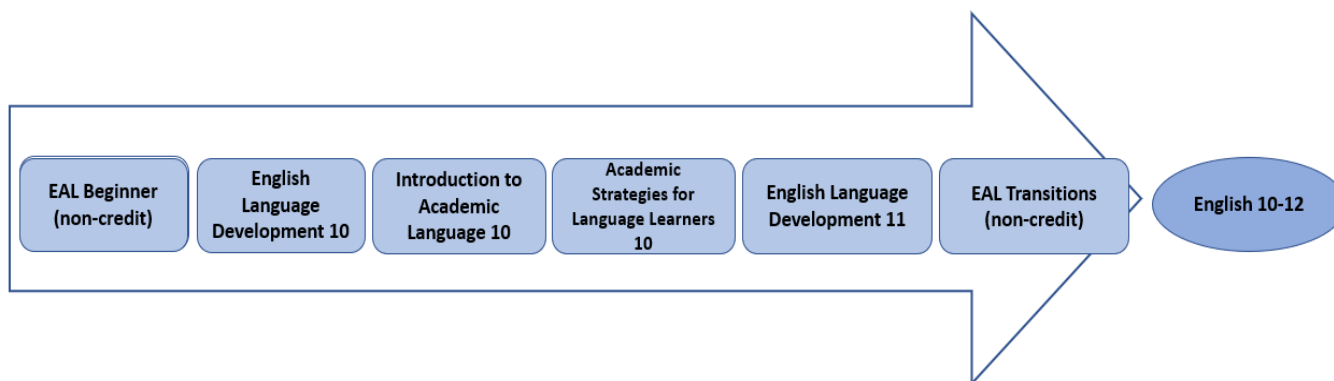 EAL Beginner
(non-credit)
English
Language
Development 10
Introduction to
Academic
Language 10
Academic
Strategies for
Language Learners
10
English Language
Development 11
EAL Transitions
(non-credit)
English 10-12